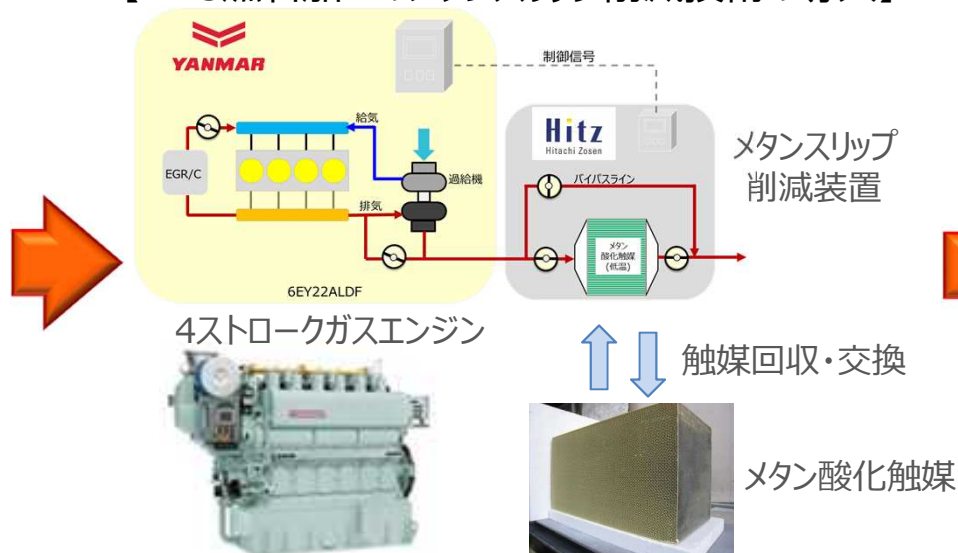 YANMAR
GCB
制御信号
給気
EGR/C
過給機
排気
6EY22ALDF
Hitz
Hitachi Zosen
バイパスライン
メタン
酸化触媒
(低温)
メタンスリップ
削減装置
4ストロークガスエンジン
触媒回収・交換
メタン酸化触媒